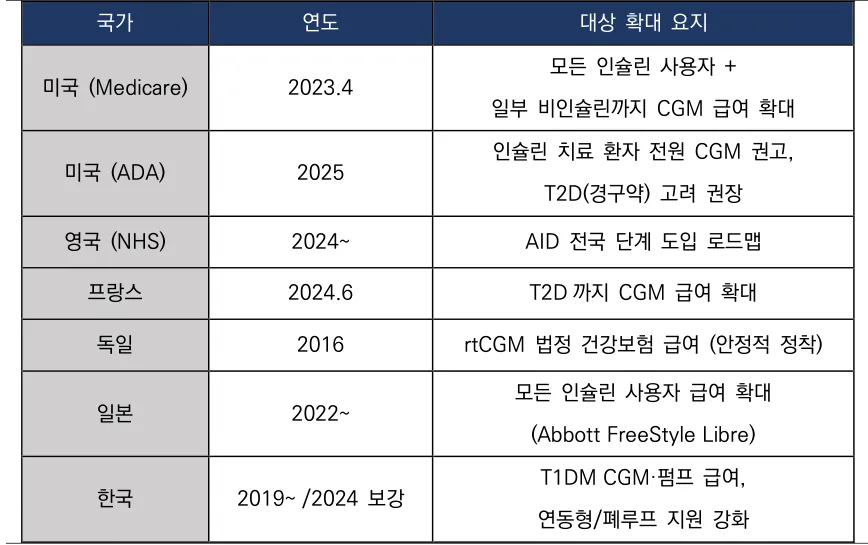 국가 연도 대상 확대 요지
미국 (Medicare) 2023.4 모든 인슐린 사용자 +
일부 비인슐린까지 CGM 급여 확대
미국 (ADA) 2025 인슐린 치료 환자 전원 CGM 권고,
T2D(경구약) 고려 권장
영국 (NHS) 2024~ AID 전국 단계 도입 로드맵
프랑스 2024.6 T2D까지 CGM 급여 확대
독일 2016 rtCGM 법정 건강보험 급여 (안정적 정착)
일본 2022~ 모든 인슐린 사용자 급여 확대
(Abbott FreeStyle Libre)
한국 2019~ /2024 보강 T1DM CGM·펌프 급여,
연동형/폐루프 지원 강화